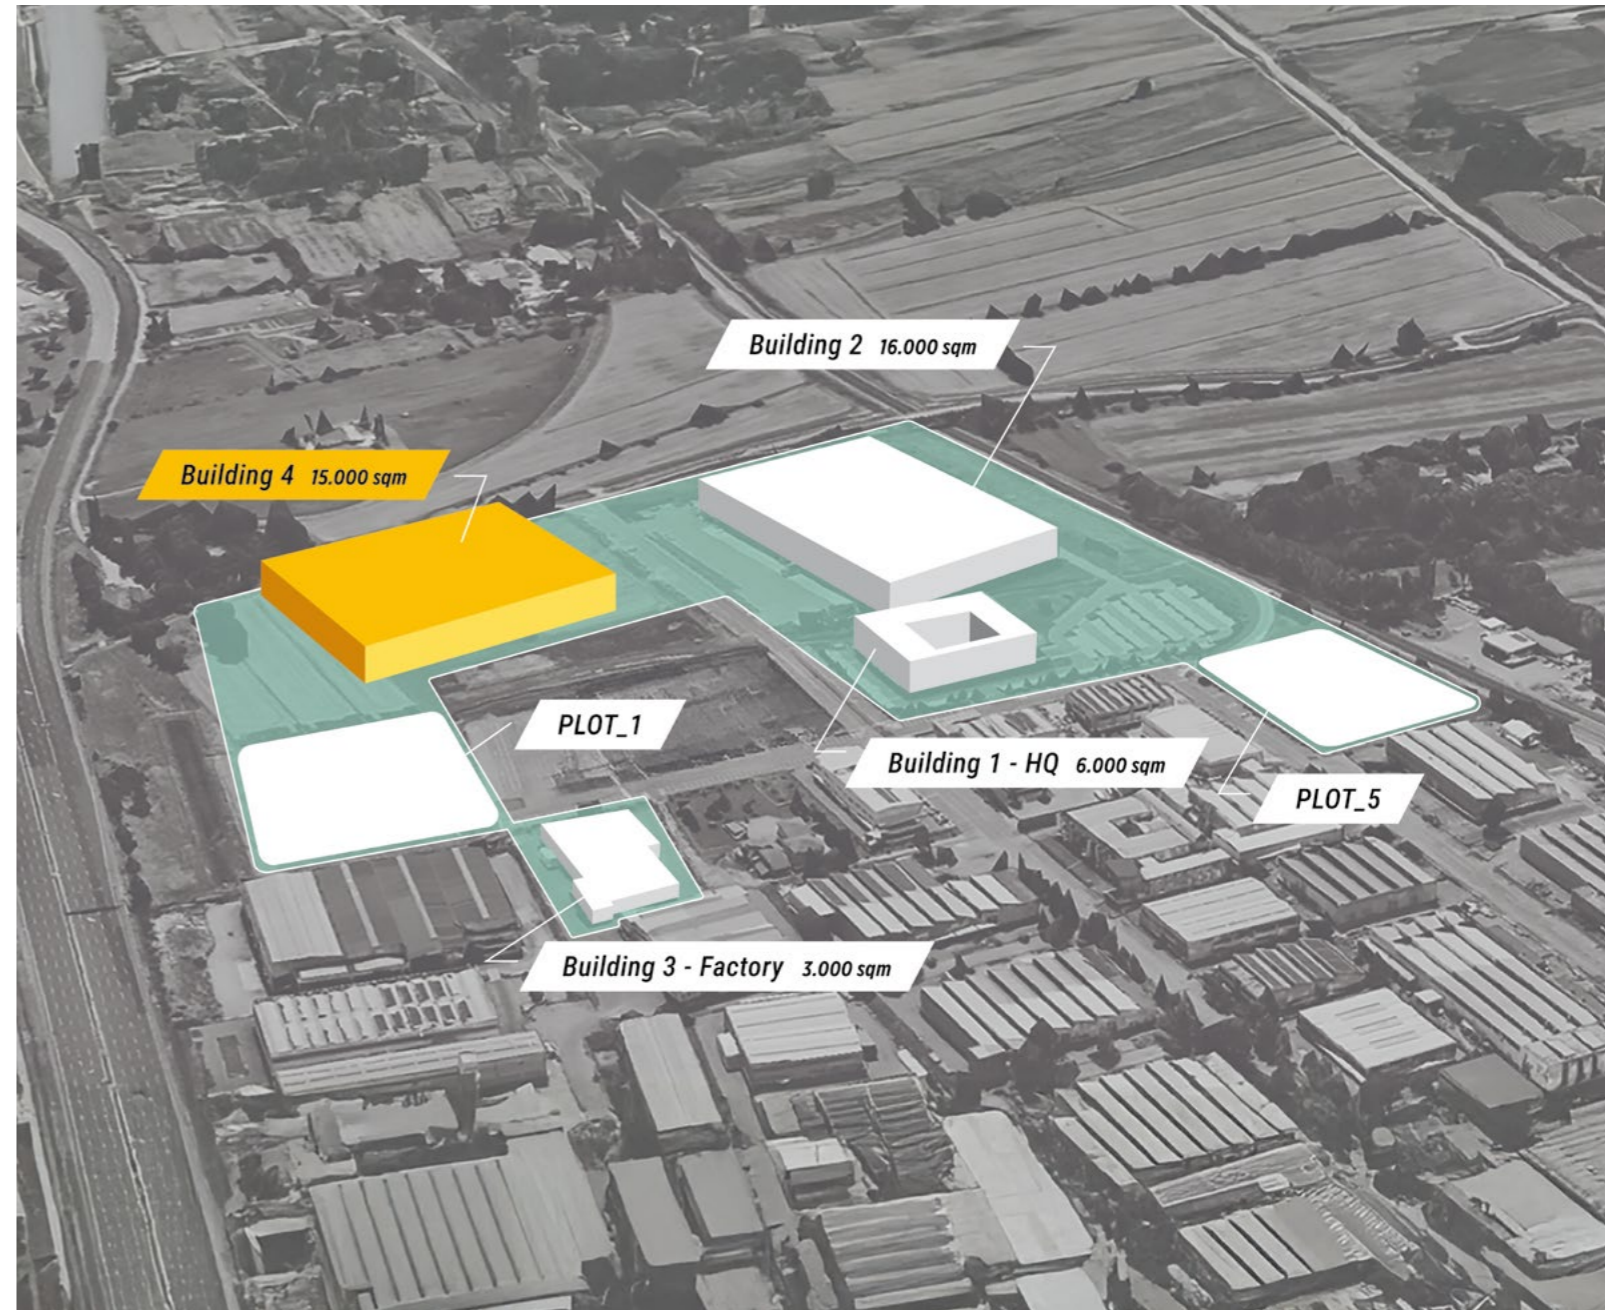 Building 2 16.000 sqm
Building 4 15.000 sqm
PLOT_1
Building 1 - HQ 6.000 sqm
PLOT_5
Building 3 - Factory 3.000 sqm